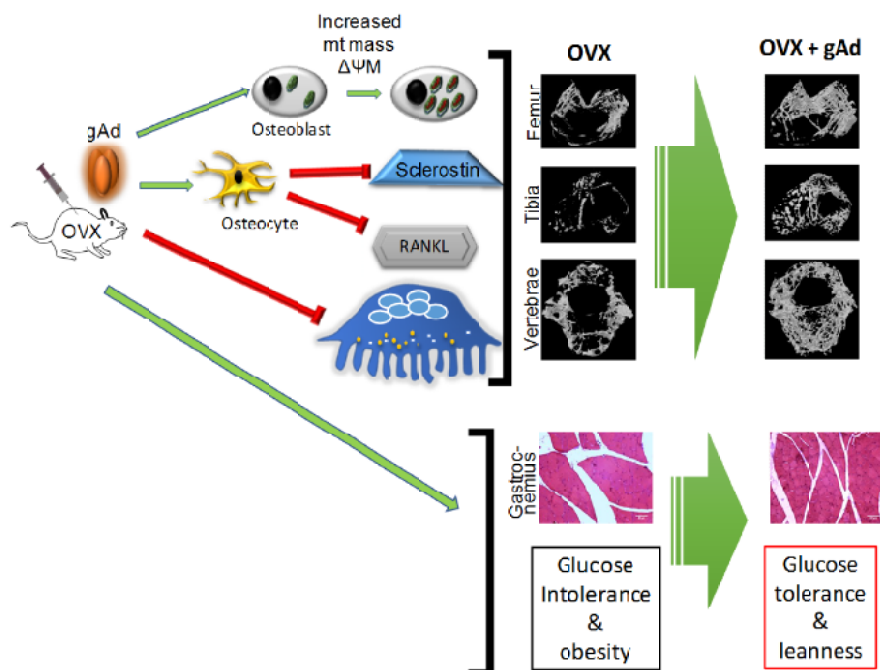 Increased
mt mass
ΔΨM
Osteoblast
gAd
OVX
Osteocyte
Sclerostin
RANKL
OVX
OVX + gAd
Femur
Tibia
Vertebrae
Gastroc-
nemius
Glucose
Intolerance
&
obesity
Glucose
tolerance
&
leanness